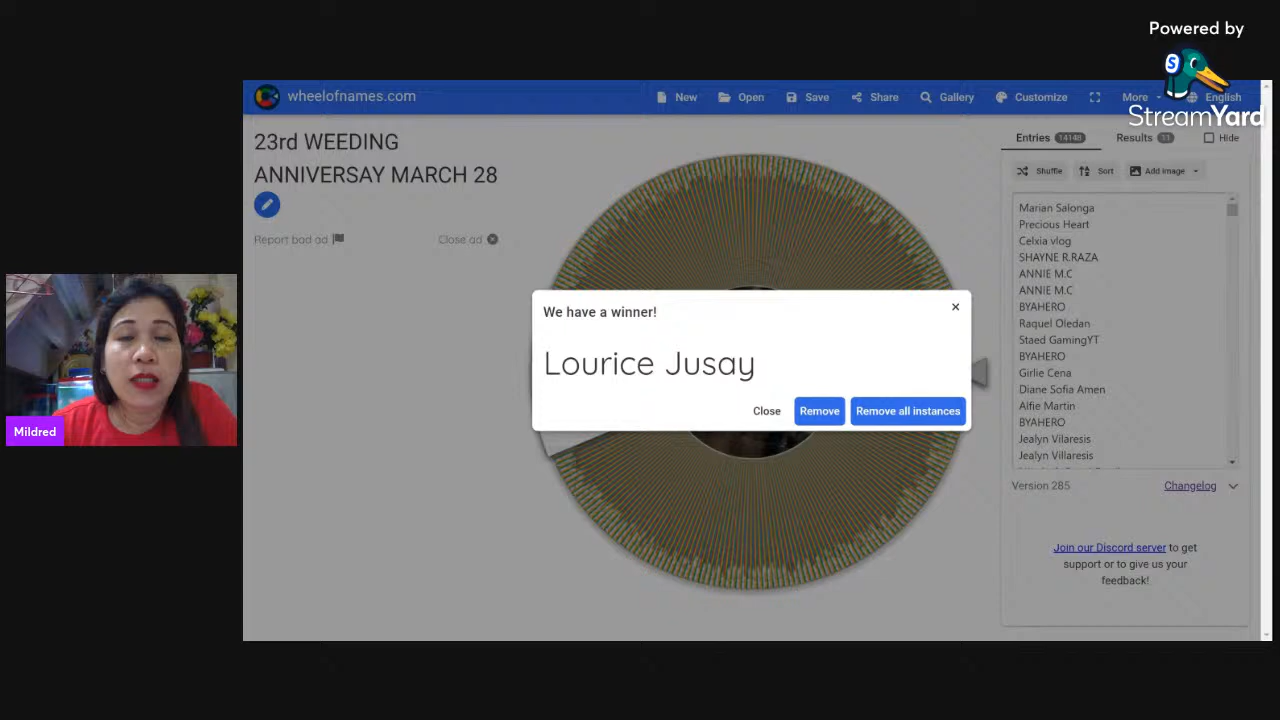 Powered by
StreamYard
wheelofnames.com
New
Open
Save
Share
Gallery
Customize
More
English
23rd WEEDING
ANNIVERSAY MARCH 28
Report bad ad
Close ad
Entries 14148
Results 11
Hide
Shuffle
Sort
Add image
Marian Salonga
Precious Heart
Celxia vlog
SHAYNE R.RAZA
ANNIE M.C
ANNIE M.C
BYAHERO
Raquel Oledan
Staed GamingYT
BYAHERO
Girlie Cena
Diane Sofia Amen
Alfie Martin
BYAHERO
Jealyn Vilaresis
Jealyn Villaresis
We have a winner!
Lourice Jusay
Close
Remove
Remove all instances
Version 285
Changelog
Join our Discord server to get
support or to give us your
feedback!
Mildred